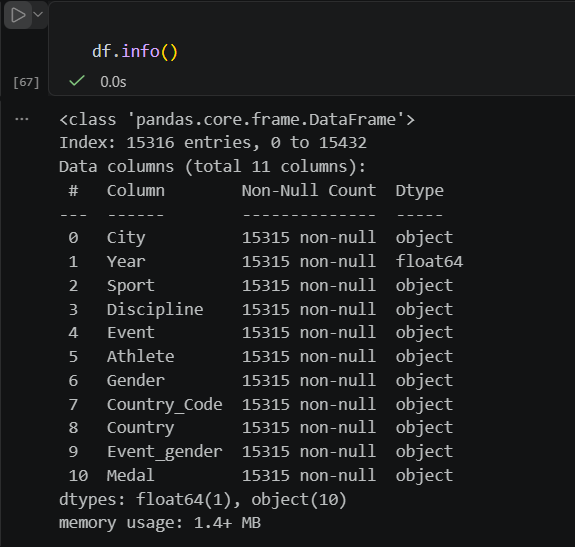 df.info()
[67]
0.0s
...
<class 'pandas.core.frame.DataFrame'>
Index: 15316 entries, 0 to 15432
Data columns (total 11 columns):
 #   Column        Non-Null Count  Dtype
---  ------        --------------  -----
 0   City          15315 non-null  object
 1   Year          15315 non-null  float64
 2   Sport         15315 non-null  object
 3   Discipline    15315 non-null  object
 4   Event         15315 non-null  object
 5   Athlete       15315 non-null  object
 6   Gender        15315 non-null  object
 7   Country_Code  15315 non-null  object
 8   Country       15315 non-null  object
 9   Event_gender  15315 non-null  object
 10  Medal         15315 non-null  object
dtypes: float64(1), object(10)
memory usage: 1.4+ MB